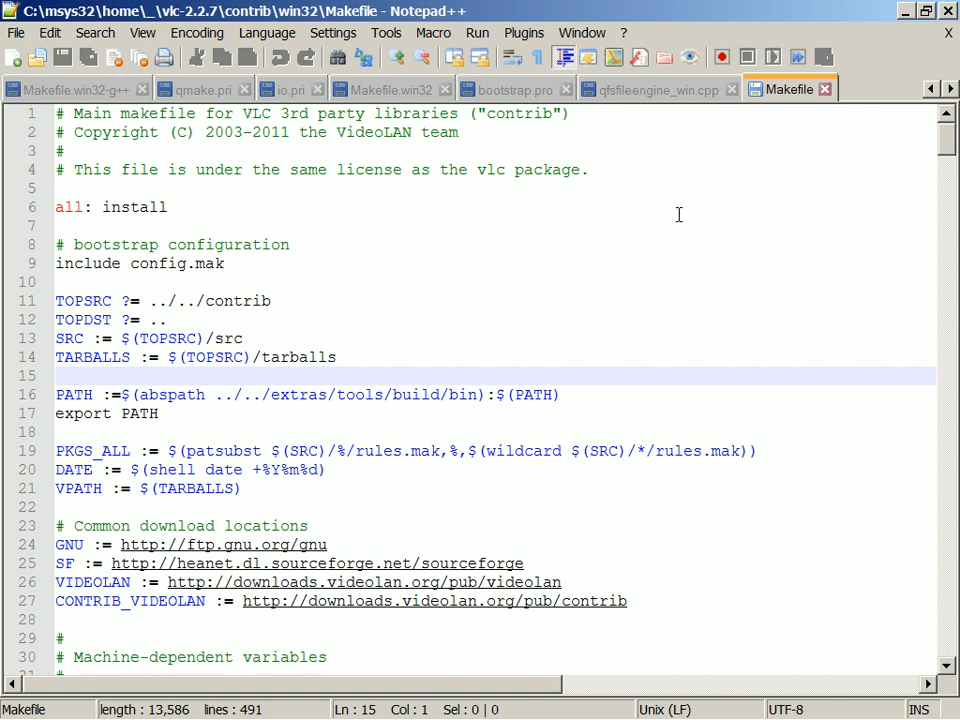 C:\msys32\home\_\vlc-2.2.7\contrib\win32\Makefile - Notepad++
File Edit Search View Encoding Language Settings Tools Macro Run Plugins Window ? X
Makefile.win32-g++ qmake.pri io.pri Makefile.win32 bootstrap.pro qfsfileengine_win.cpp Makefile
1 # Main makefile for VLC 3rd party libraries ("contrib")
2 # Copyright (C) 2003-2011 the VideoLAN team
3 #
4 # This file is under the same license as the vlc package.
5
6 all: install
7
8 # bootstrap configuration
9 include config.mak
10
11 TOPSRC ?= ../../contrib
12 TOPDST ?= ..
13 SRC := $(TOPSRC)/src
14 TARBALLS := $(TOPSRC)/tarballs
15
16 PATH :=$(abspath ../../extras/tools/build/bin):$(PATH)
17 export PATH
18
19 PKGS_ALL := $(patsubst $(SRC)/%/rules.mak,%,$(wildcard $(SRC)/*/rules.mak))
20 DATE := $(shell date +%Y%m%d)
21 VPATH := $(TARBALLS)
22
23 # Common download locations
24 GNU := http://ftp.gnu.org/gnu
25 SF := http://heanet.dl.sourceforge.net/sourceforge
26 VIDEOLAN := http://downloads.videolan.org/pub/videolan
27 CONTRIB_VIDEOLAN := http://downloads.videolan.org/pub/contrib
28
29 #
30 # Machine-dependent variables
Makefile length : 13,586 lines : 491 Ln : 15 Col : 1 Sel : 0 | 0 Unix (LF) UTF-8 INS